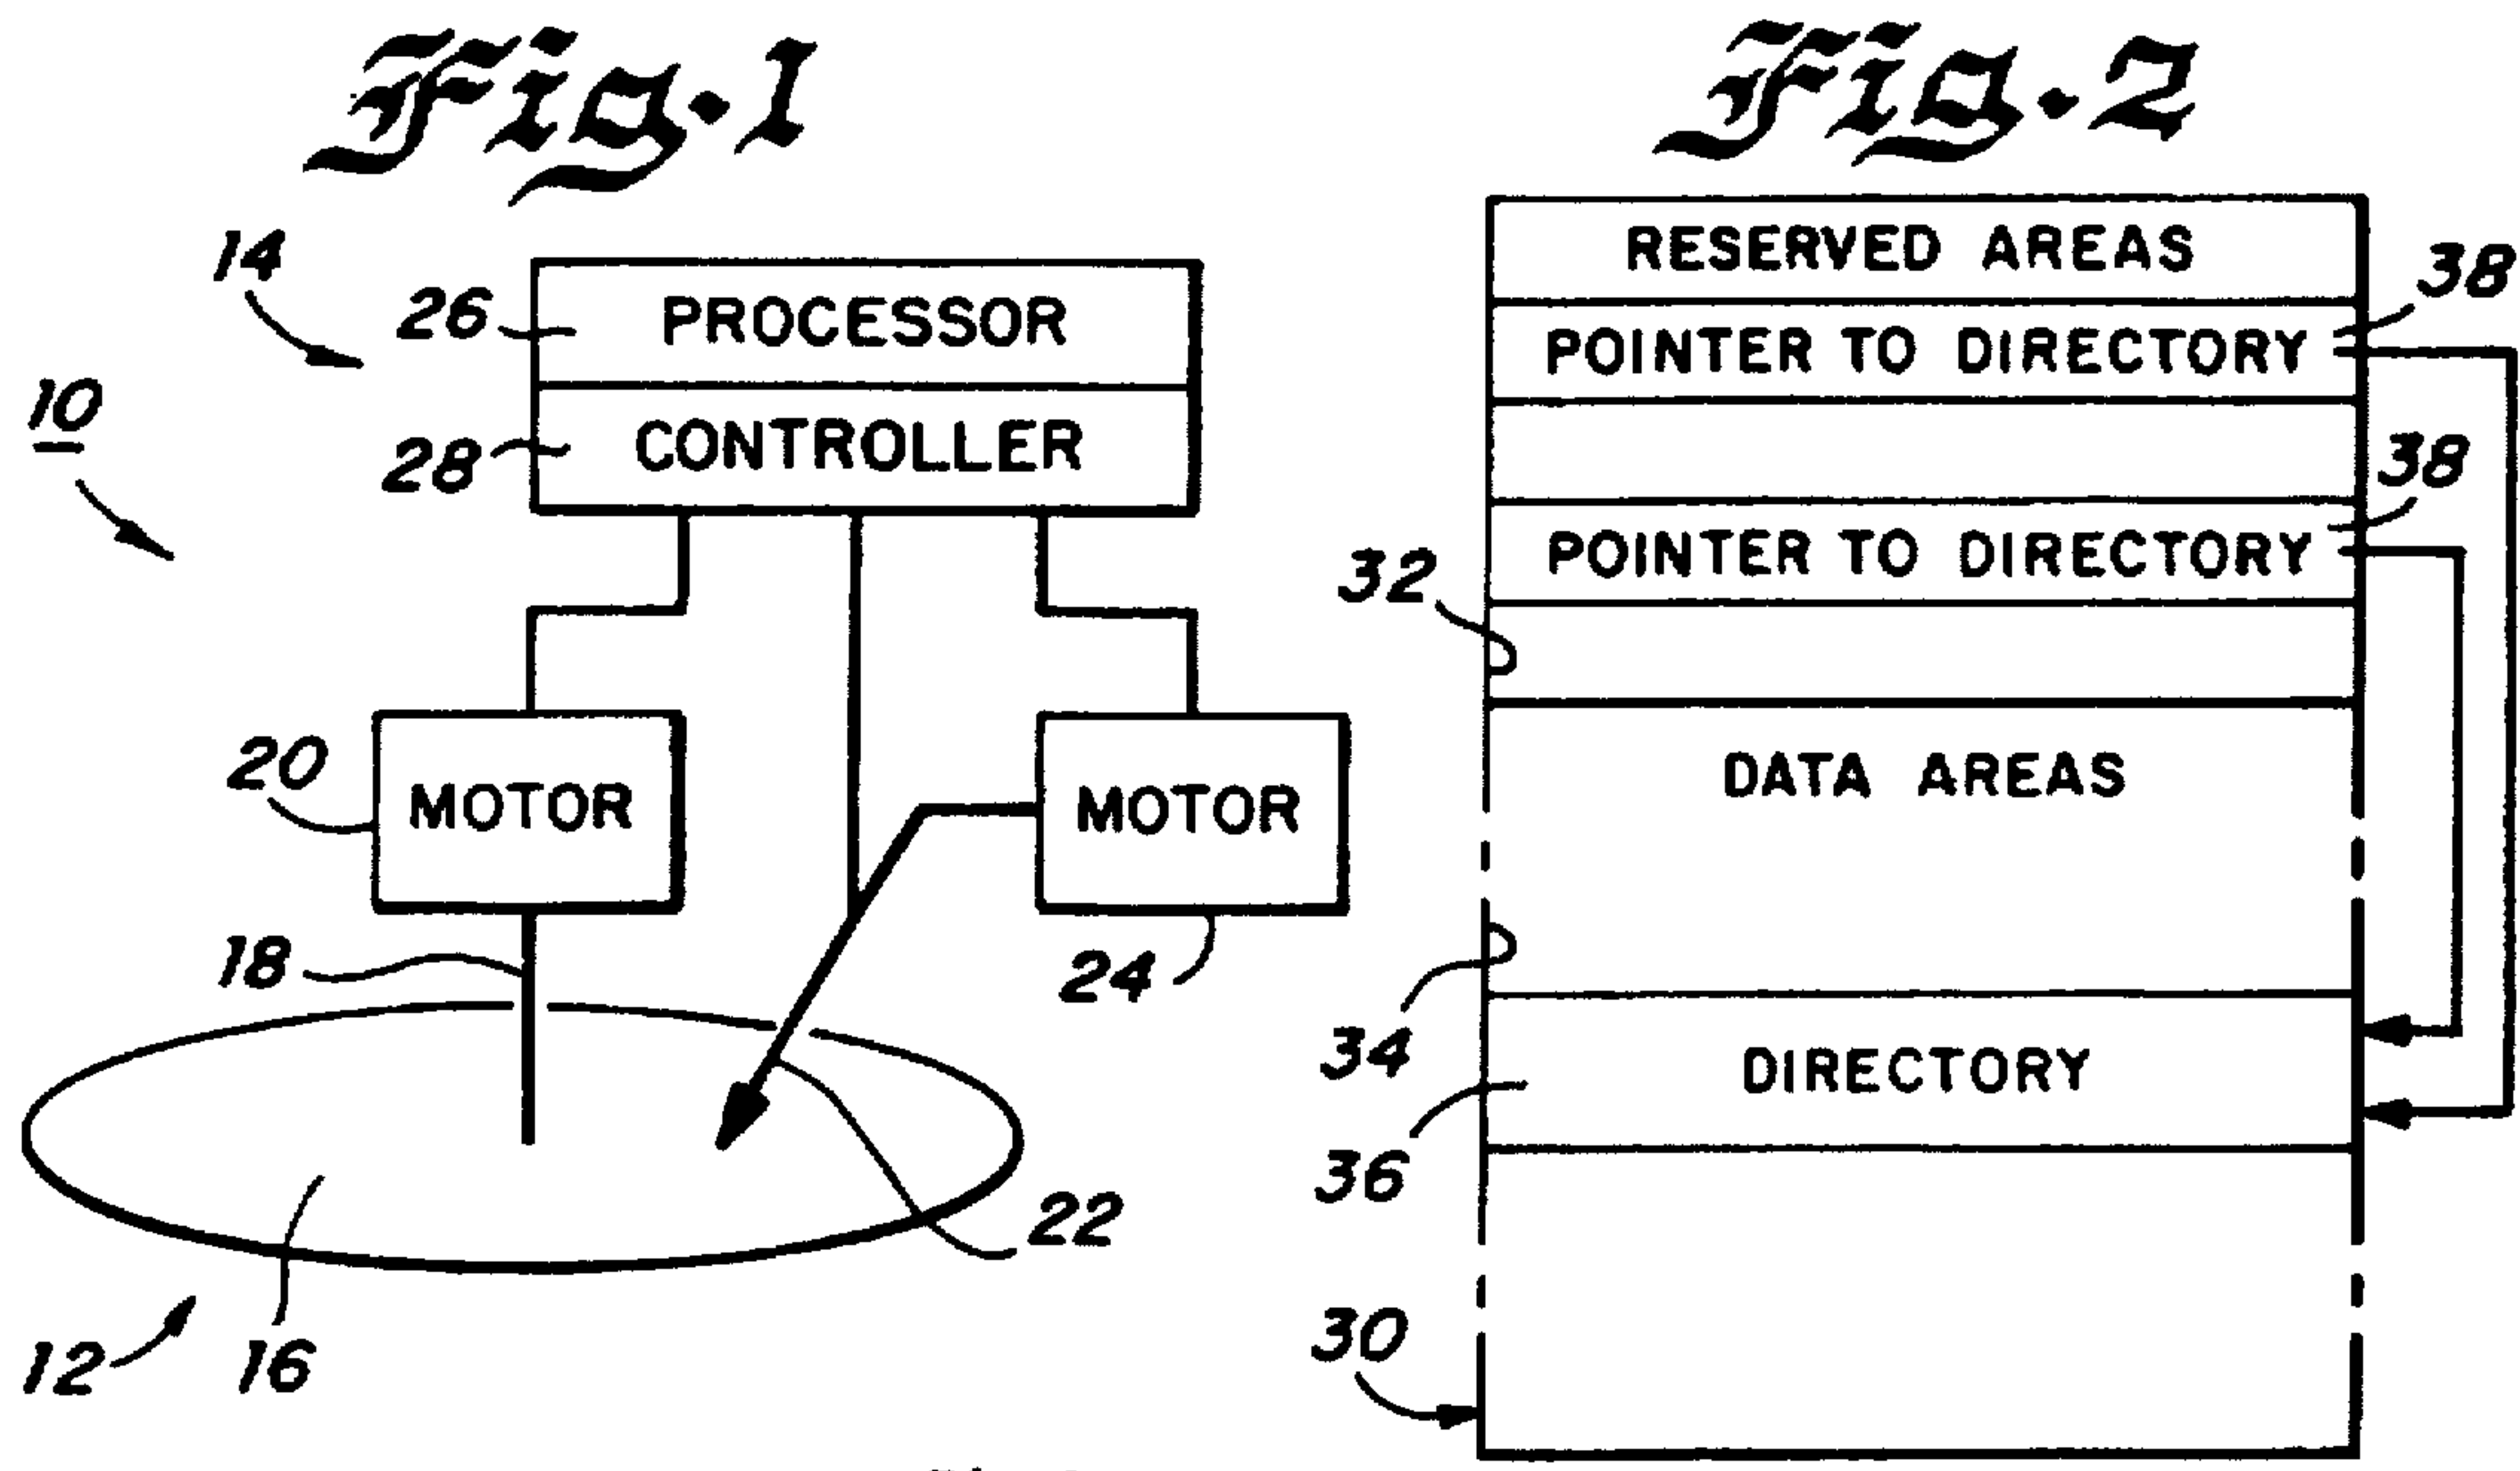 Fig. 1
14
26
PROCESSOR
10
28
CONTROLLER
20
MOTOR
MOTOR
18
24
22
12
16
Fig. 2
RESERVED AREAS
38
POINTER TO DIRECTORY
38
POINTER TO DIRECTORY
32
DATA AREAS
34
DIRECTORY
36
30